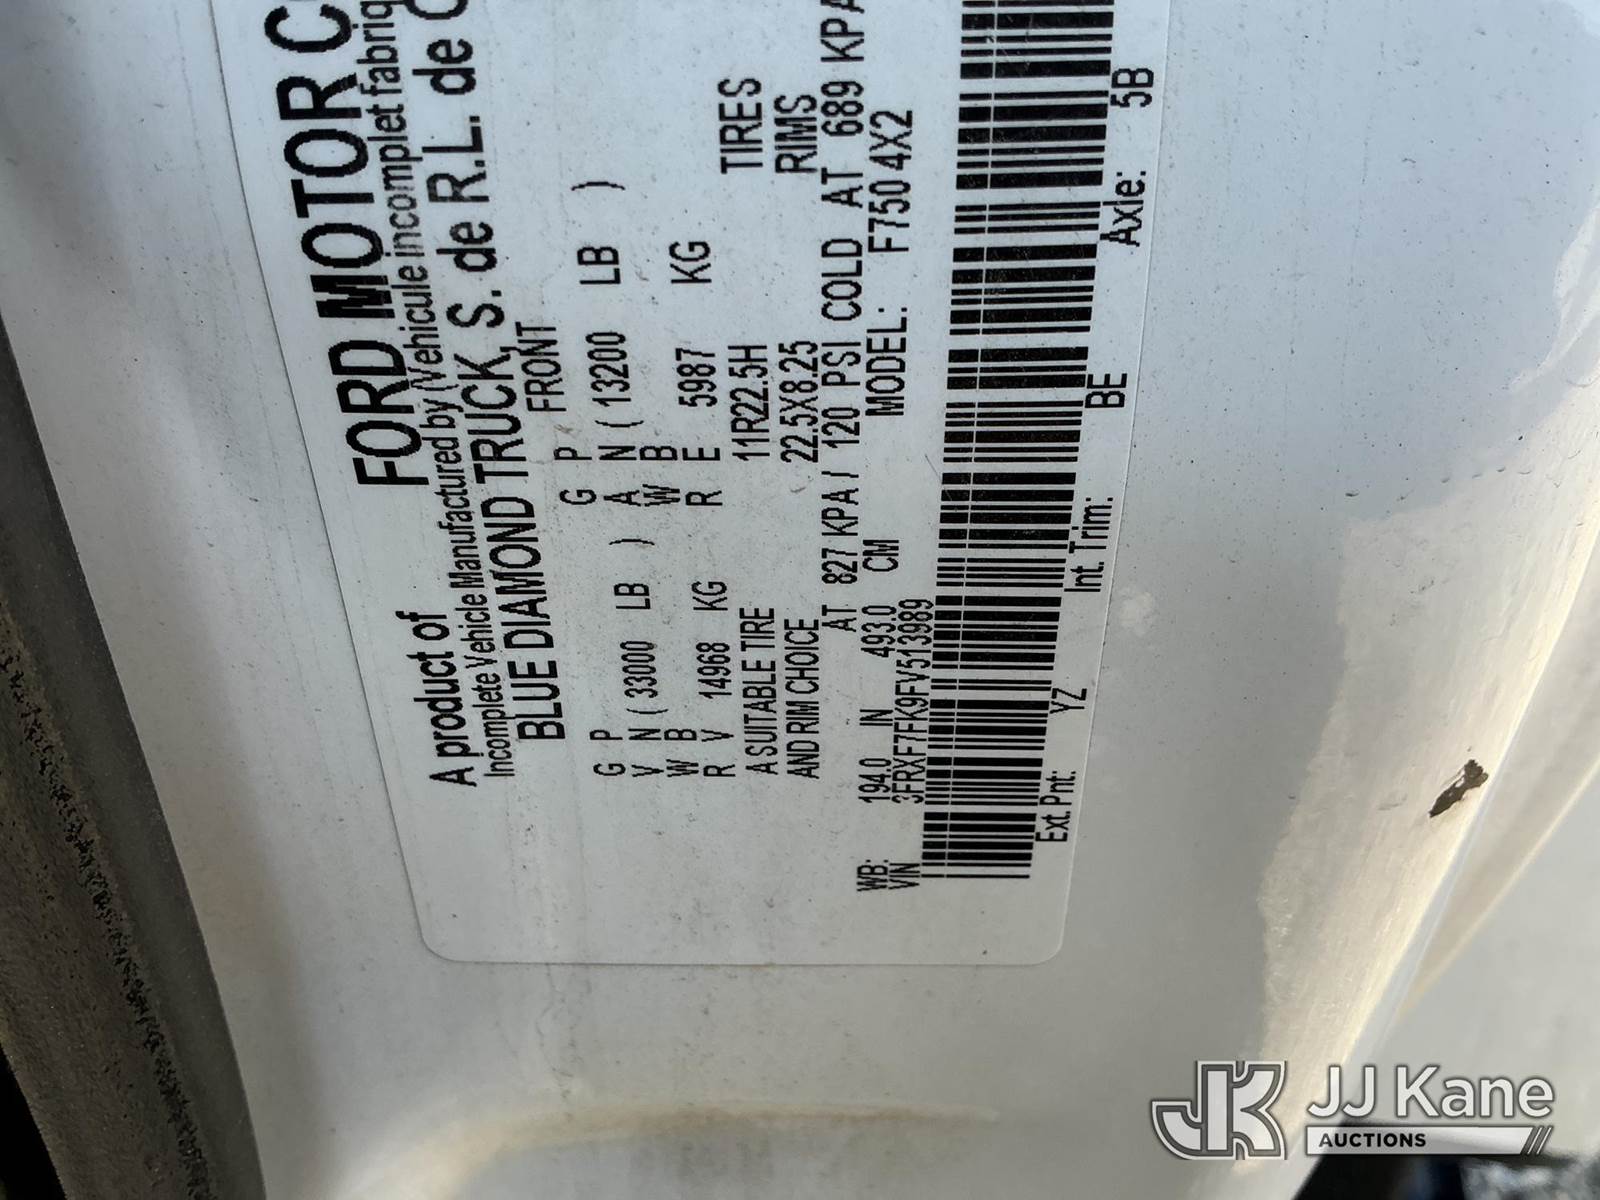 FORD MOTOR
A product of
Incomplete Vehicle Manufactured by (Vehicule incomplet
BLUE DIAMOND TRUCK, S. de R.L. de
FRONT
G P G P
V N ( 33000 LB ) A N ( 13200 LB )
W B W B
R V 14968 KG R E 5987 KG
A SUITABLE TIRE 11R22.5H TIRES
AND RIM CHOICE 22.5X8.25 RIMS
AT 827 KPA / 120 PSI COLD AT 689 KPA
WB: 194.0 IN 493.0 CM MODEL: F750 4X2
VIN 3FRXF7FK9FV513989
Ext. Pnt: YZ Int. Trim: BE Axle: 5B
JJ Kane
AUCTIONS